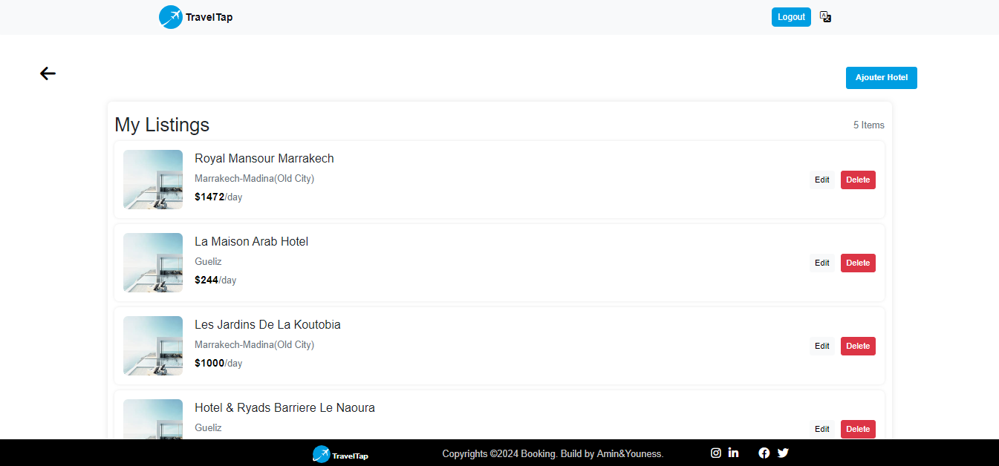 TravelTap
Logout
Ajouter Hotel
My Listings
5 Items
Royal Mansour Marrakech
Marrakech-Madina(Old City)
$1472/day
Edit
Delete
La Maison Arab Hotel
Gueliz
$244/day
Edit
Delete
Les Jardins De La Koutobia
Marrakech-Madina(Old City)
$1000/day
Edit
Delete
Hotel & Ryads Barriere Le Naoura
Gueliz
Edit
Delete
TravelTap
Copyrights ©2024 Booking. Build by Amin&Youness.